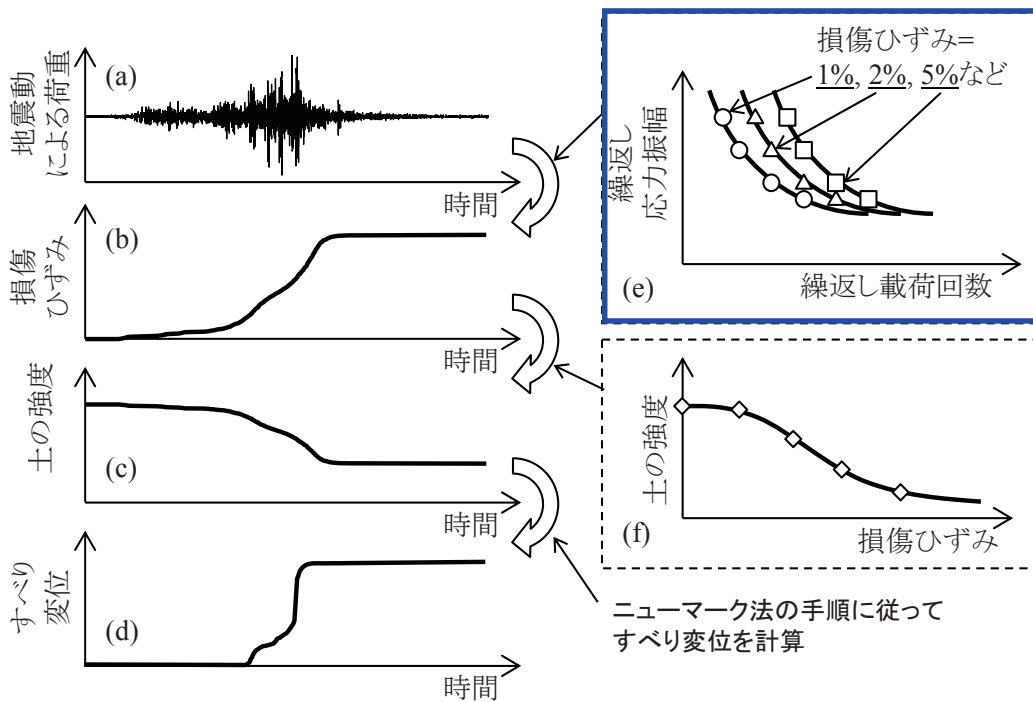 (a)
地震動
による荷重
時間
(b)
損傷
ひずみ
時間
(c)
土の強度
時間
(d)
すべり
変位
時間
損傷ひずみ=
1%, 2%, 5%など
繰返し
応力振幅
(e)
繰返し載荷回数
土の強度
(f)
損傷ひずみ
ニューマーク法の手順に従って
すべり変位を計算